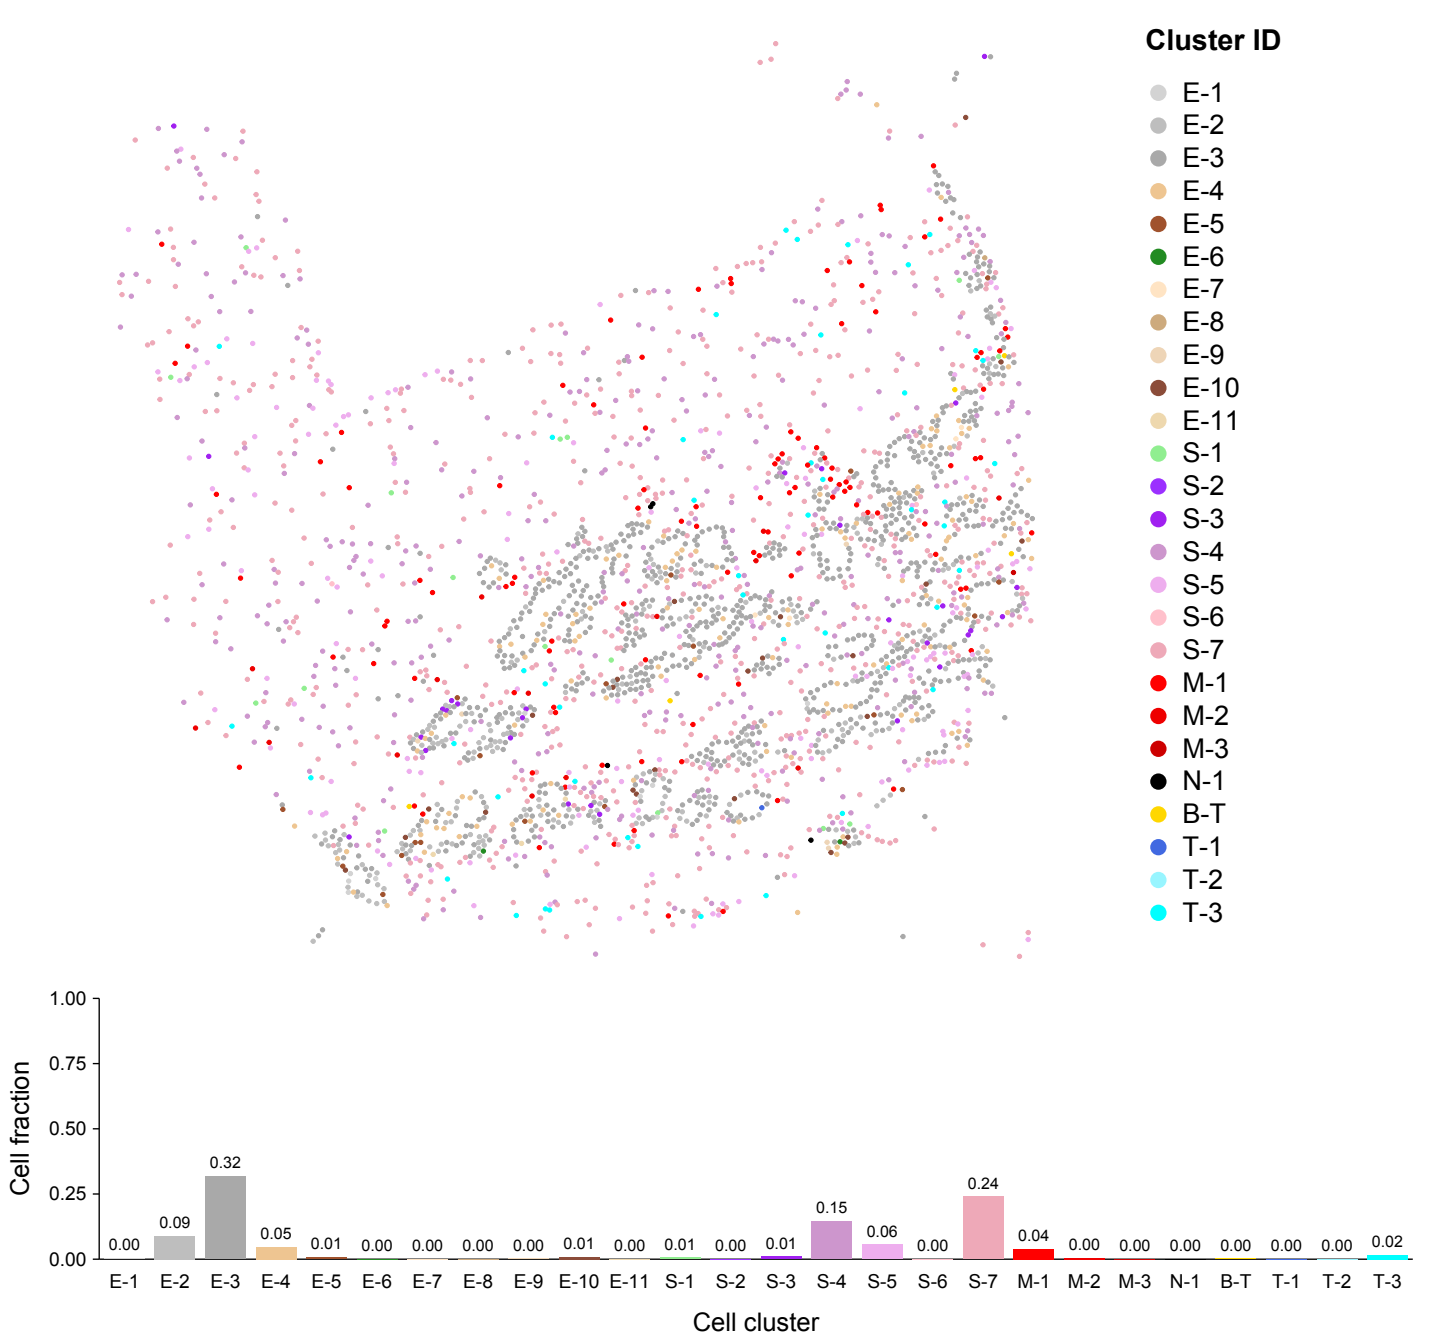 Cluster ID
E-1
E-2
E-3
E-4
E-5
E-6
E-7
E-8
E-9
E-10
E-11
S-1
S-2
S-3
S-4
S-5
S-6
S-7
M-1
M-2
M-3
N-1
B-T
T-1
T-2
T-3
1.00
0.75
0.50
0.25
0.00
Cell fraction
0.00 0.09 0.32 0.05 0.01 0.00 0.00 0.00 0.00 0.01 0.00 0.01 0.00 0.01 0.15 0.06 0.00 0.24 0.04 0.00 0.00 0.00 0.00 0.00 0.00 0.02
E-1 E-2 E-3 E-4 E-5 E-6 E-7 E-8 E-9 E-10 E-11 S-1 S-2 S-3 S-4 S-5 S-6 S-7 M-1 M-2 M-3 N-1 B-T T-1 T-2 T-3
Cell cluster